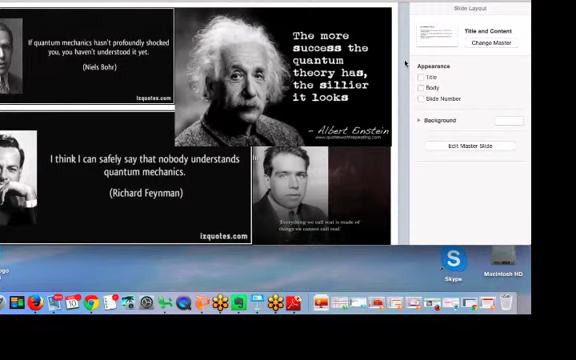 If quantum mechanics hasn't profoundly shocked
you, you haven't understood it yet.
(Niels Bohr)
izquotes.com
The more
success the
quantum
theory has,
the sillier
it looks
- Albert Einstein
I think I can safely say that nobody understands
quantum mechanics.
(Richard Feynman)
izquotes.com
Everything we call real is made of
things we cannot call real.
Slide Layout
Title and Content
Change Master
Appearance
Title
Body
Slide Number
Background
Edit Master Slide
Skype
Macintosh HD